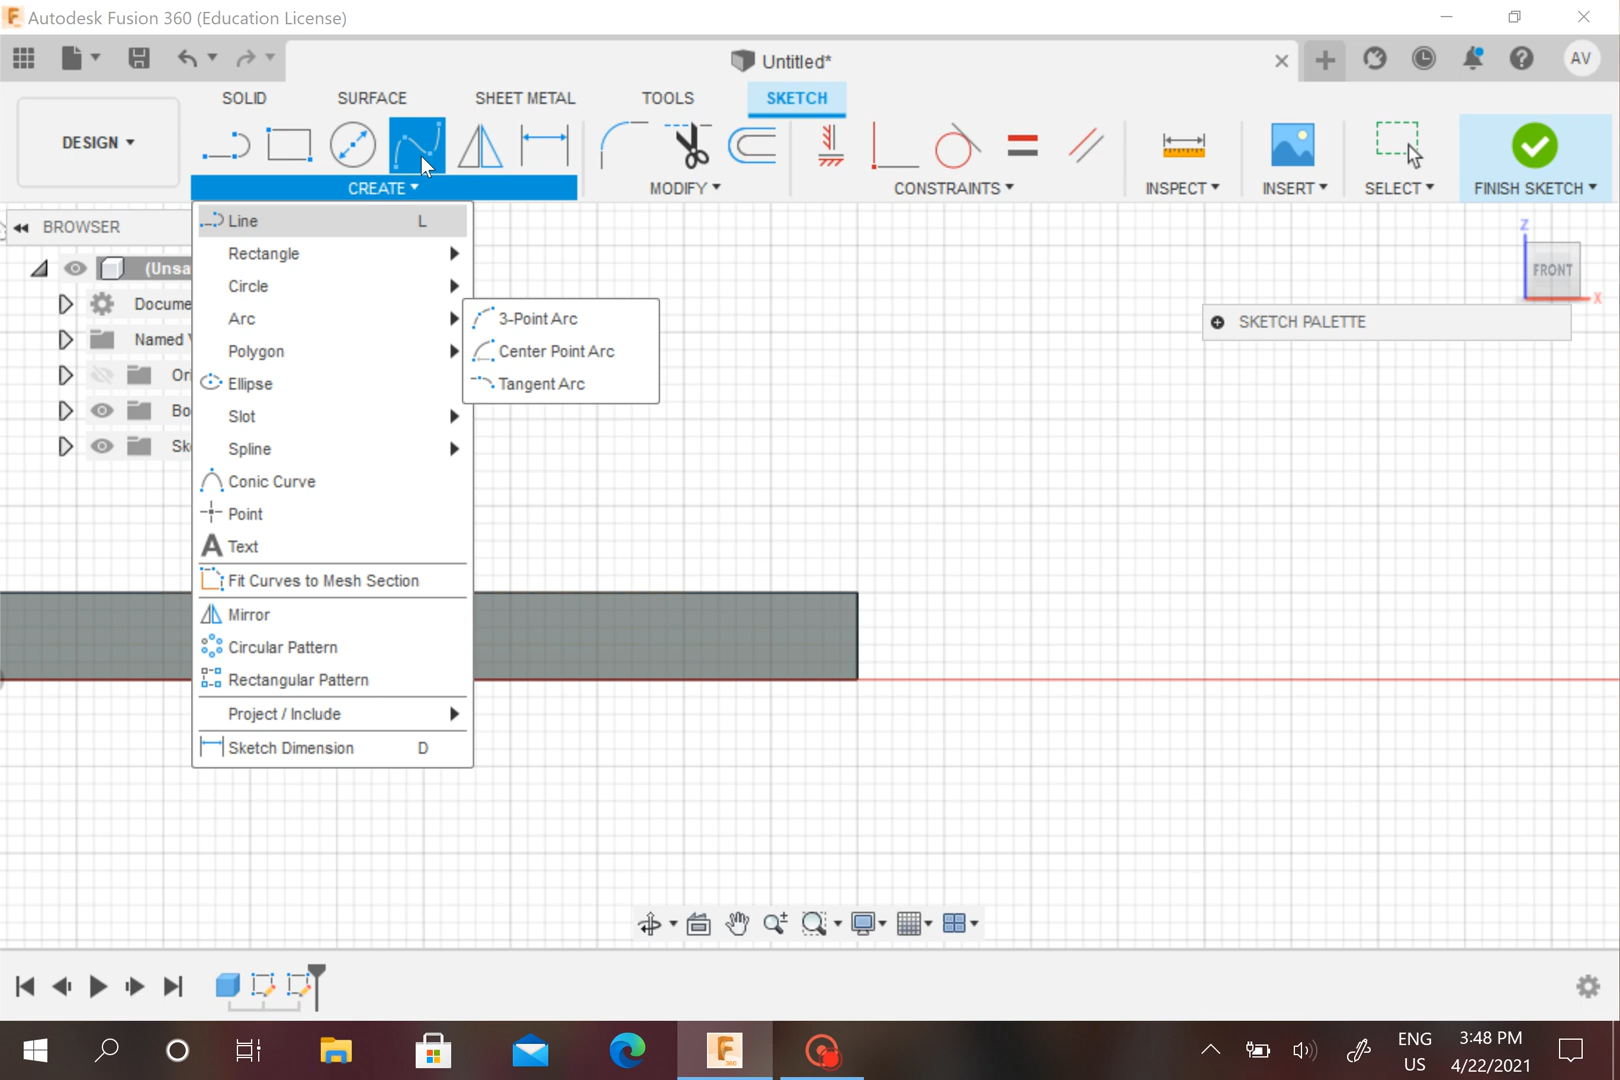 Autodesk Fusion 360 (Education License)
Untitled*
AV
SOLID
SURFACE
SHEET METAL
TOOLS
SKETCH
DESIGN
CREATE
MODIFY
CONSTRAINTS
INSPECT
INSERT
SELECT
FINISH SKETCH
BROWSER
(Unsa
Docume
Named V
Ori
Bo
Ske
Line L
Rectangle
Circle
Arc
Polygon
Ellipse
Slot
Spline
Conic Curve
Point
Text
Fit Curves to Mesh Section
Mirror
Circular Pattern
Rectangular Pattern
Project / Include
Sketch Dimension D
3-Point Arc
Center Point Arc
Tangent Arc
Z
FRONT
X
SKETCH PALETTE
ENG
US
3:48 PM
4/22/2021